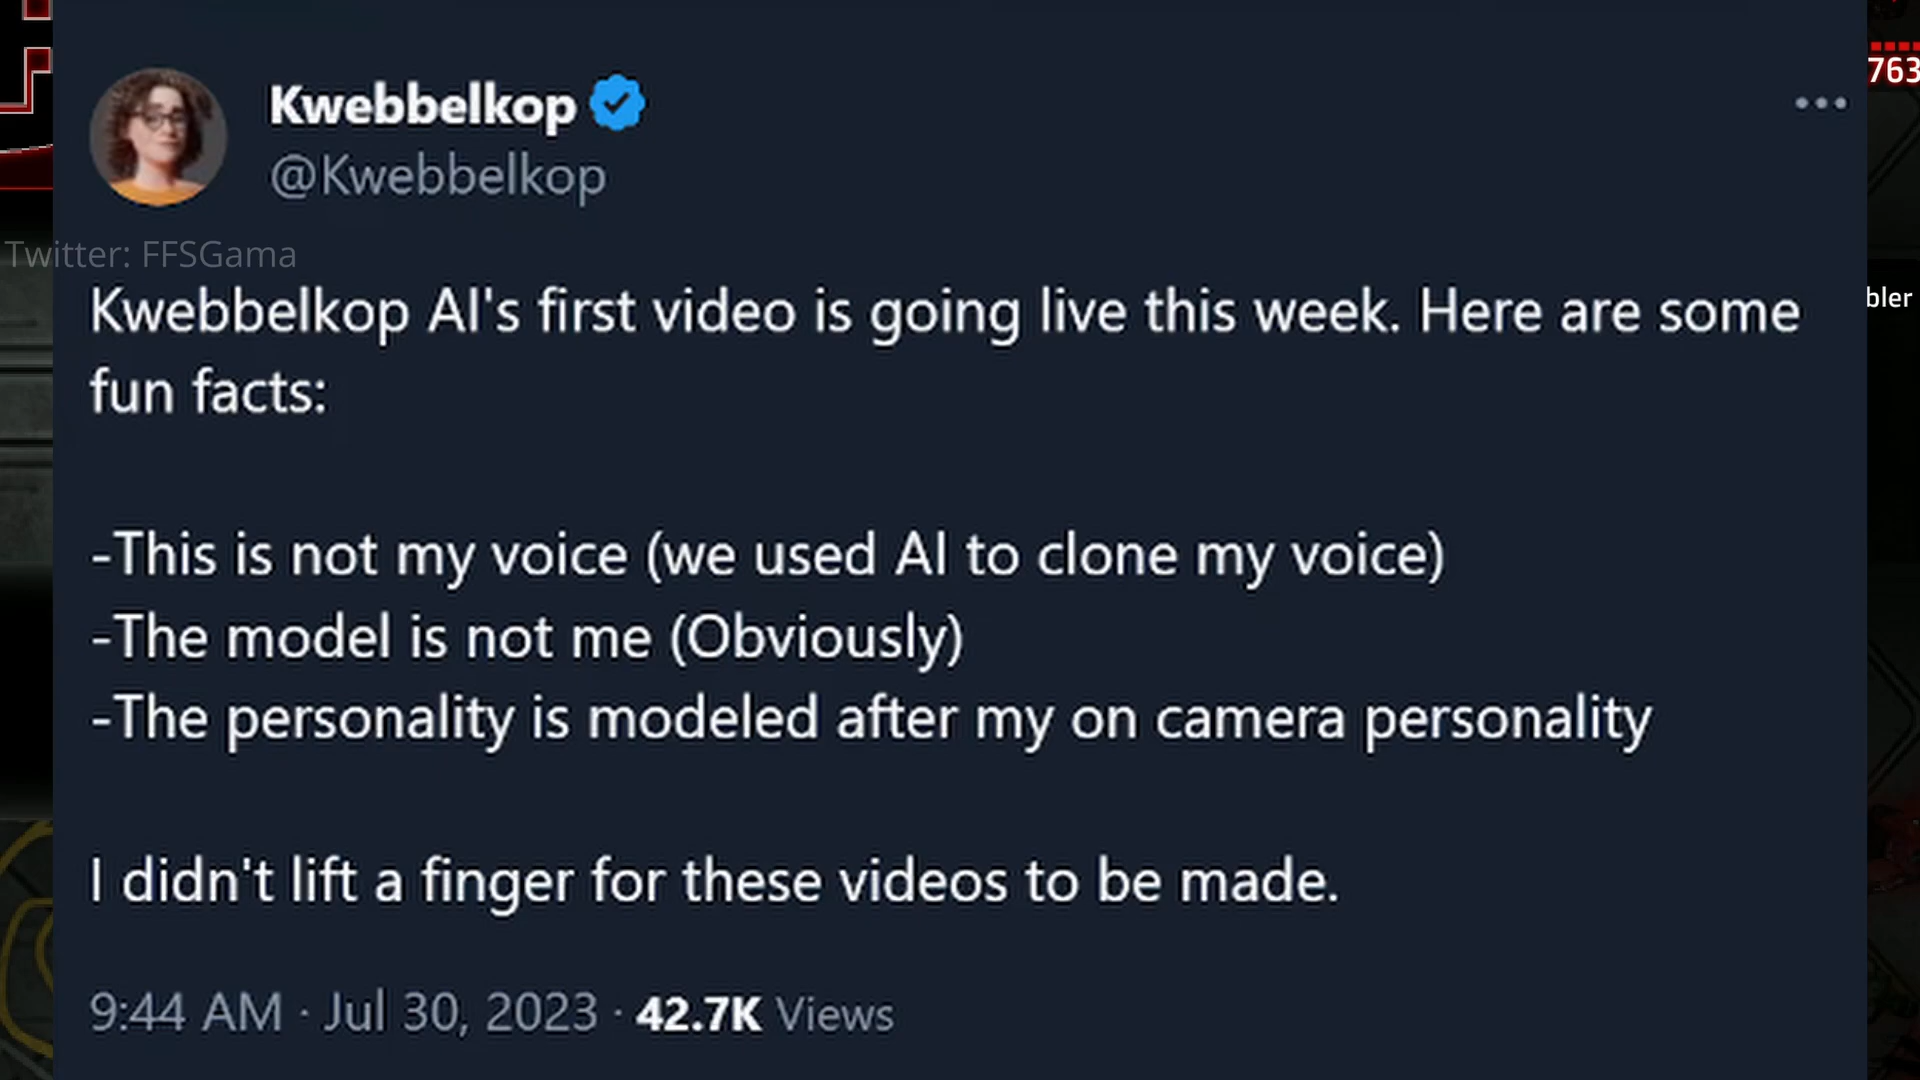 Kwebbelkop
@Kwebbelkop
763
Twitter: FFSGama
Kwebbelkop AI's first video is going live this week. Here are some
fun facts:
bler
-This is not my voice (we used AI to clone my voice)
-The model is not me (Obviously)
-The personality is modeled after my on camera personality
I didn't lift a finger for these videos to be made.
9:44 AM · Jul 30, 2023 · 42.7K Views